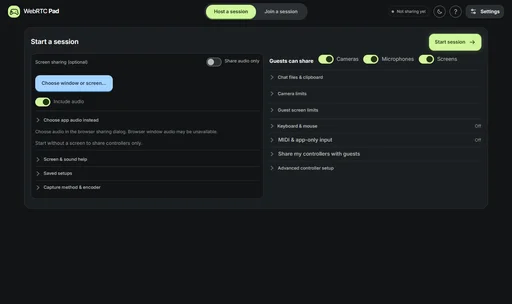 WebRTC Pad
Host a session
Join a session
Not sharing yet
?
Settings
Start a session
Start session →
Screen sharing (optional)
Share audio only
Choose window or screen...
Include audio
Choose app audio instead
Choose audio in the browser sharing dialog. Browser window audio may be unavailable.
Start without a screen to share controllers only.
Screen & sound help
Saved setups
Capture method & encoder
Guests can share
Cameras
Microphones
Screens
Chat files & clipboard
Camera limits
Guest screen limits
Keyboard & mouse
Off
MIDI & app-only input
Off
Share my controllers with guests
Advanced controller setup